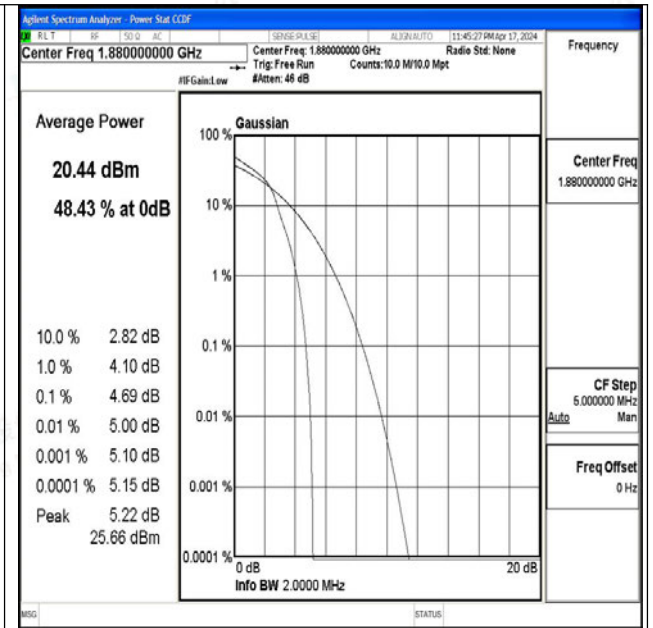 Agilent Spectrum Analyzer - Power Stat CCDF
RL T RF 50 Ω AC SENSE:PULSE ALIGN AUTO 11:45:27 PM Apr 17, 2024
Center Freq 1.880000000 GHz
Center Freq: 1.880000000 GHz Radio Std: None
Trig: Free Run Counts:10.0 M/10.0 Mpt
#IFGain:Low #Atten: 46 dB
Frequency
Average Power
20.44 dBm
48.43 % at 0dB
10.0 % 2.82 dB
1.0 % 4.10 dB
0.1 % 4.69 dB
0.01 % 5.00 dB
0.001 % 5.10 dB
0.0001 % 5.15 dB
Peak 5.22 dB
25.66 dBm
Gaussian
100 %
10 %
1 %
0.1 %
0.01 %
0.001 %
0.0001 %
0 dB 20 dB
Info BW 2.0000 MHz
Center Freq
1.880000000 GHz
CF Step
5.000000 MHz
Auto Man
Freq Offset
0 Hz
MSG STATUS